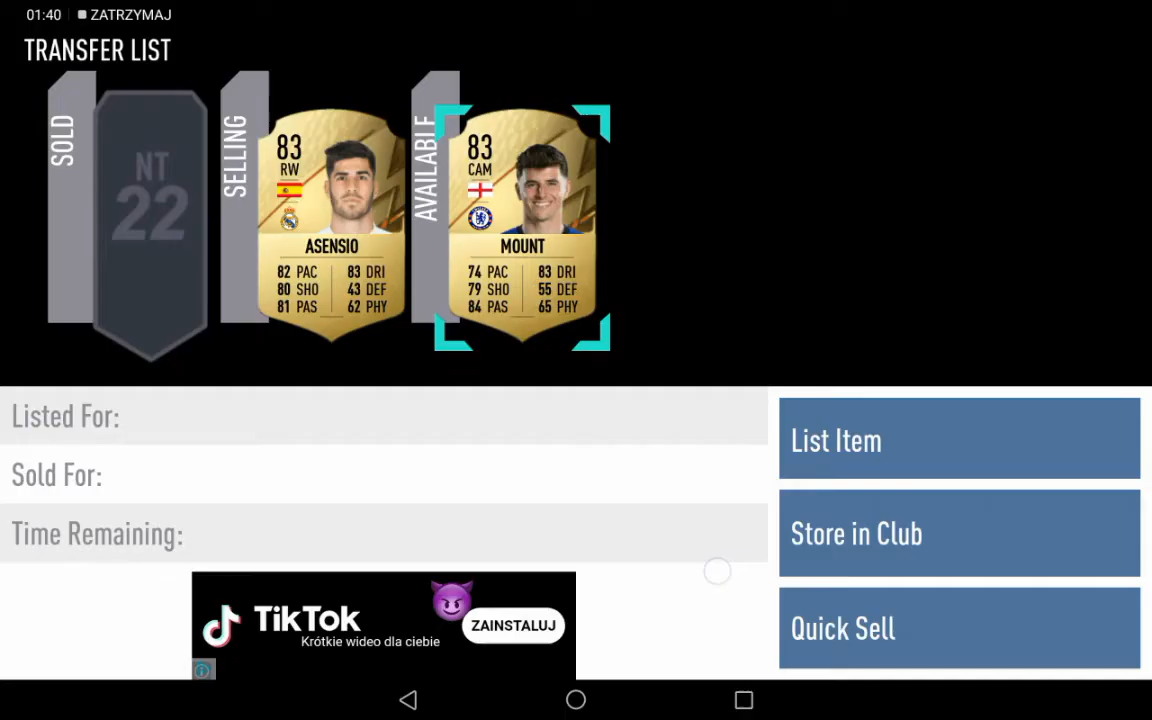 01:40 ZATRZYMAJ
TRANSFER LIST
SOLD
NT
22
SELLING
83
RW
ASENSIO
82 PAC 83 DRI
80 SHO 43 DEF
81 PAS 62 PHY
AVAILABLE
83
CAM
MOUNT
74 PAC 83 DRI
79 SHO 55 DEF
84 PAS 65 PHY
Listed For:
Sold For:
Time Remaining:
List Item
Store in Club
Quick Sell
TikTok
Krótkie wideo dla ciebie
ZAINSTALUJ